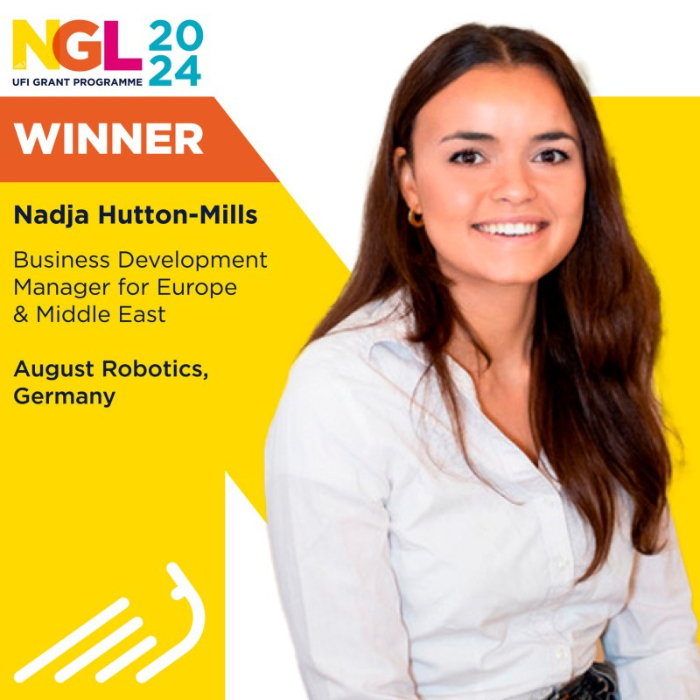 NGL 20
24
UFI GRANT PROGRAMME
WINNER
Nadja Hutton-Mills
Business Development
Manager for Europe
& Middle East
August Robotics,
Germany